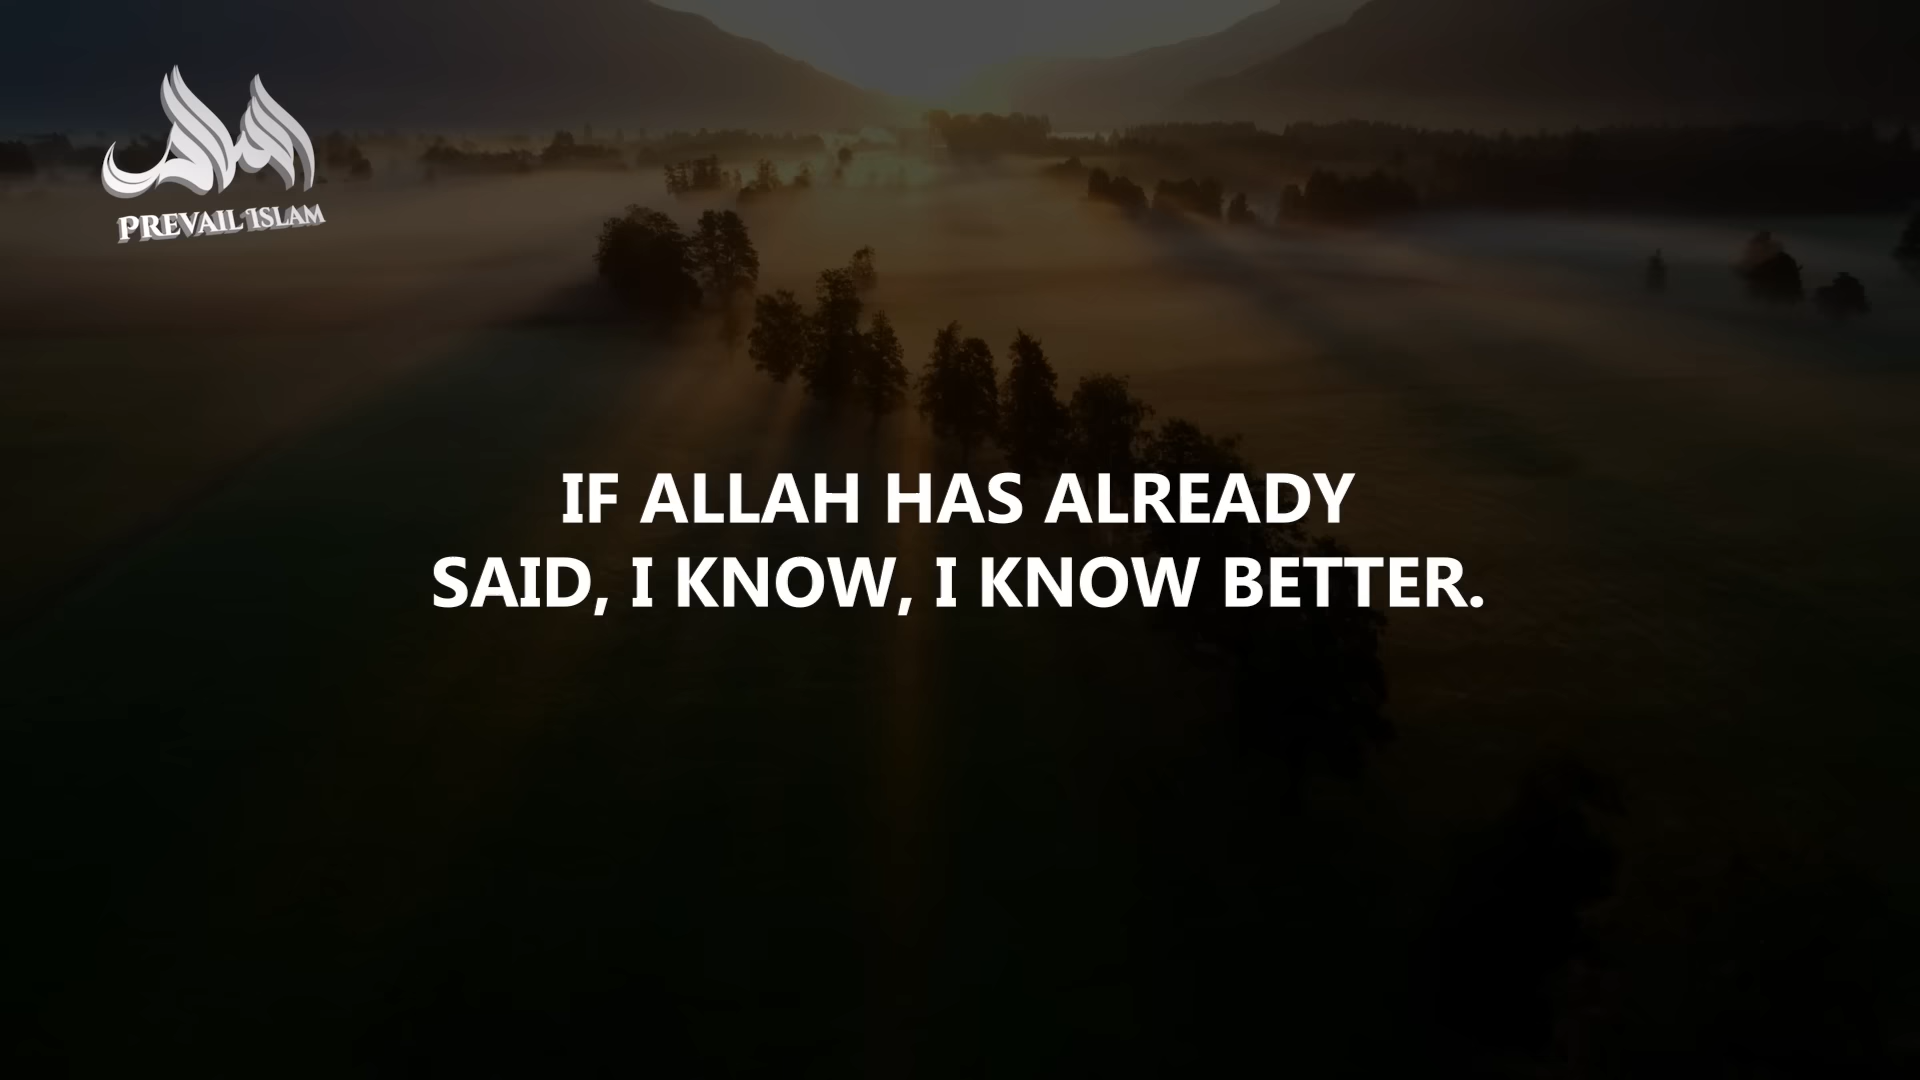 PREVAIL ISLAM
IF ALLAH HAS ALREADY
SAID, I KNOW, I KNOW BETTER.